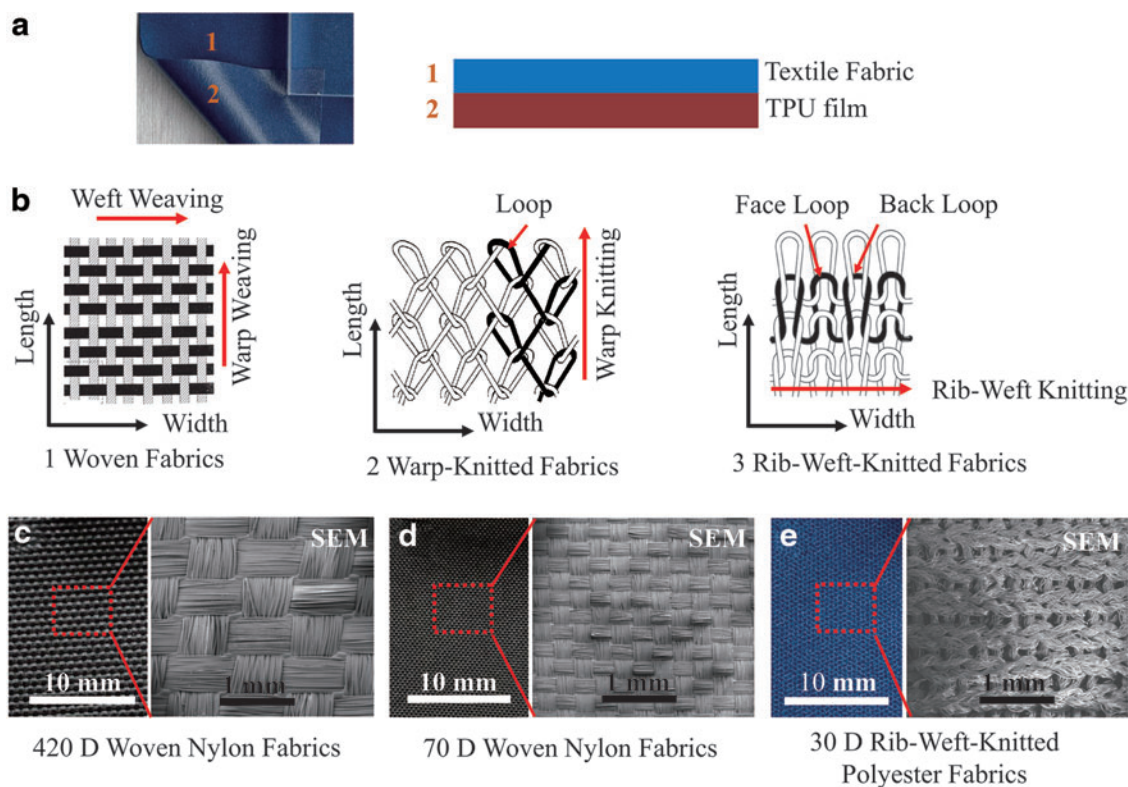 a
1
2
1
Textile Fabric
2
TPU film
b
Weft Weaving
Warp Weaving
Length
Width
1 Woven Fabrics
Loop
Warp Knitting
Length
Width
2 Warp-Knitted Fabrics
Face Loop
Back Loop
Length
Rib-Weft Knitting
Width
3 Rib-Weft-Knitted Fabrics
c
SEM
10 mm
1 mm
420 D Woven Nylon Fabrics
d
SEM
10 mm
1 mm
70 D Woven Nylon Fabrics
e
SEM
10 mm
1 mm
30 D Rib-Weft-Knitted
Polyester Fabrics